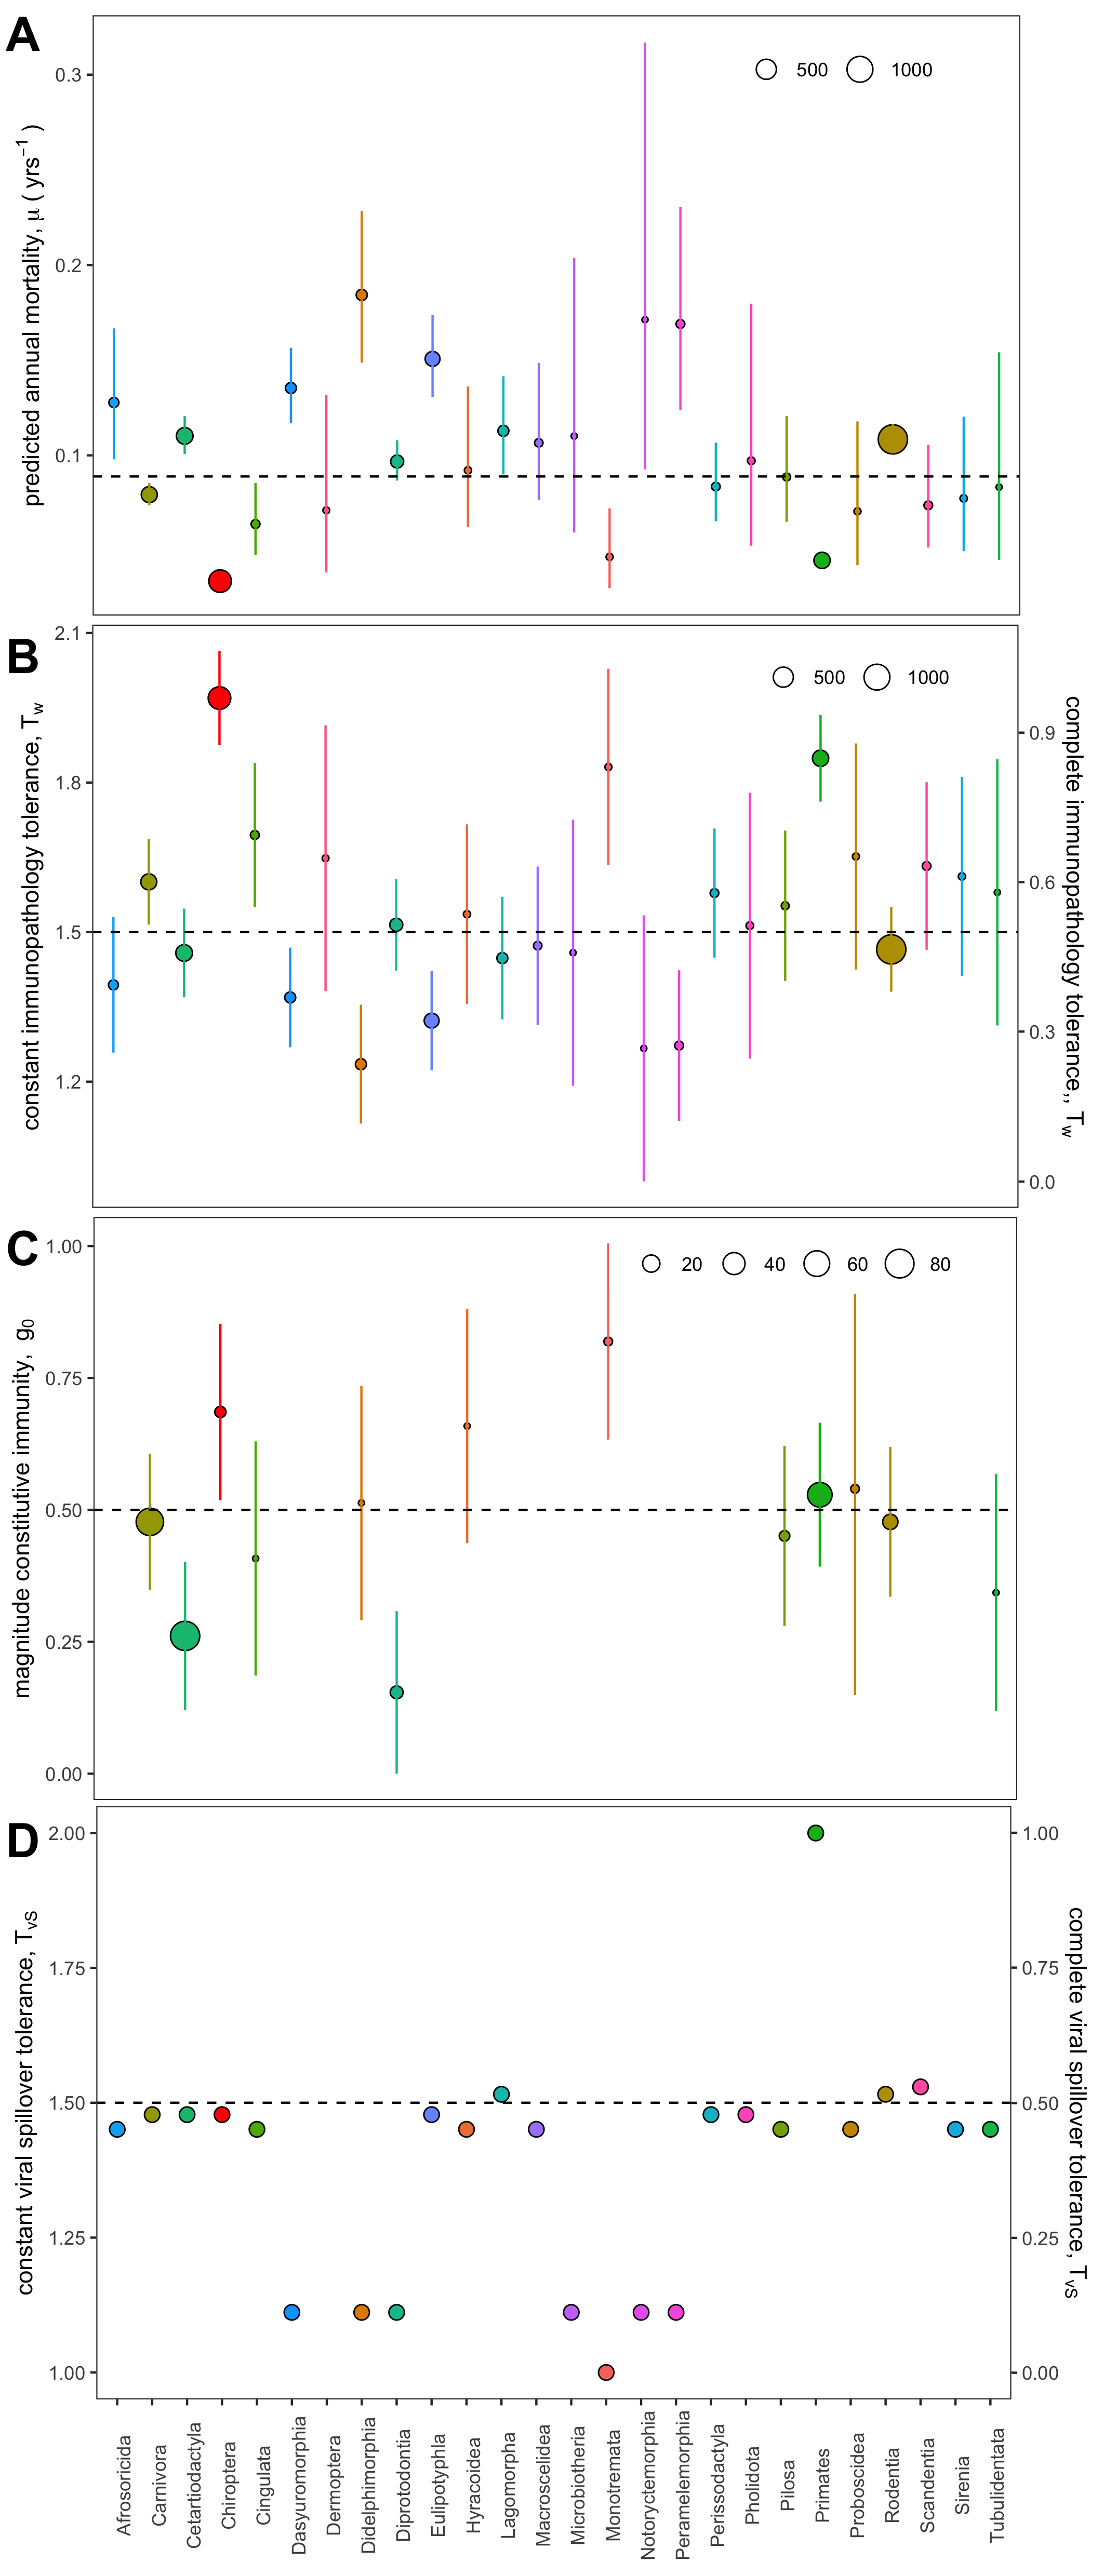 A
predicted annual mortality, μ ( yrs⁻¹ )
0.3
0.2
0.1
500 1000
B
constant immunopathology tolerance, Tw
2.1
1.8
1.5
1.2
500 1000
0.9
0.6
0.3
0.0
complete immunopathology tolerance,, Tw
C
magnitude constitutive immunity, g0
1.00
0.75
0.50
0.25
0.00
20 40 60 80
D
constant viral spillover tolerance, TvS
2.00
1.75
1.50
1.25
1.00
1.00
0.75
0.50
0.25
0.00
complete viral spillover tolerance, TvS
Afrosoricida
Carnivora
Cetartiodactyla
Chiroptera
Cingulata
Dasyuromorphia
Dermoptera
Didelphimorphia
Diprotodontia
Eulipotyphla
Hyracoidea
Lagomorpha
Macroscelidea
Microbiotheria
Monotremata
Notoryctemorphia
Peramelemorphia
Perissodactyla
Pholidota
Pilosa
Primates
Proboscidea
Rodentia
Scandentia
Sirenia
Tubulidentata